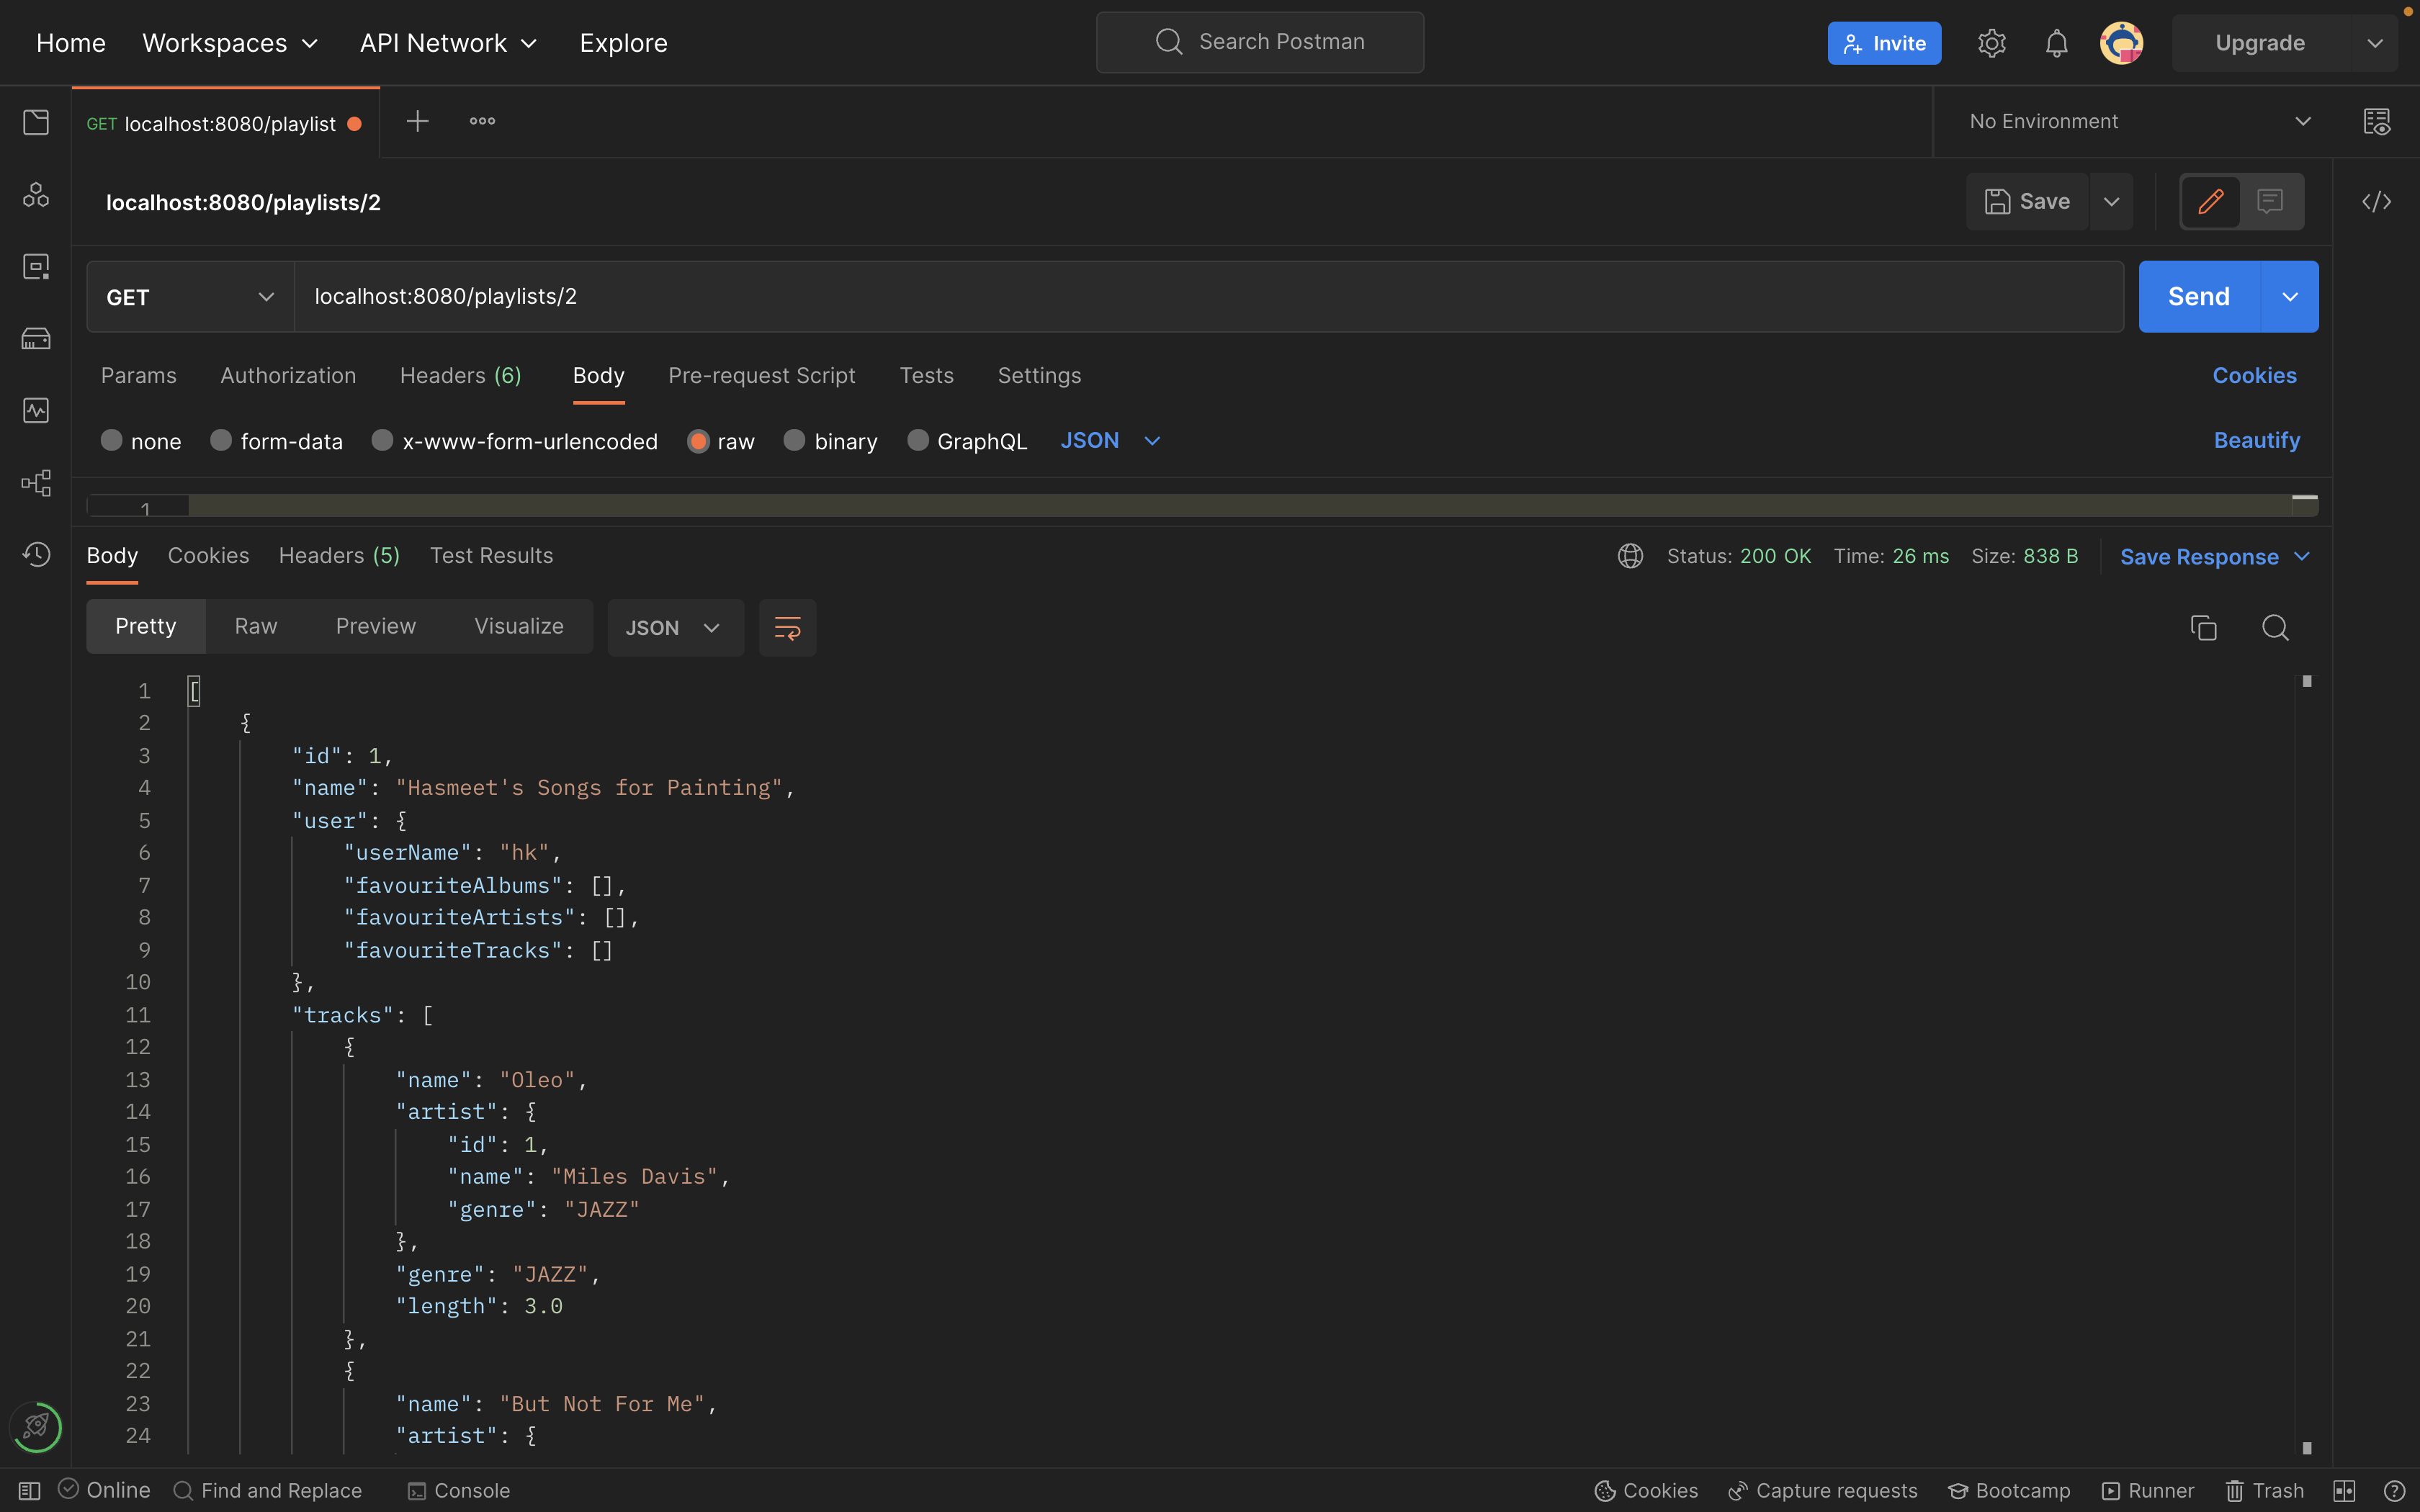 Home Workspaces API Network Explore Search Postman Invite Upgrade
GET localhost:8080/playlist No Environment
localhost:8080/playlists/2 Save
GET localhost:8080/playlists/2 Send
Params Authorization Headers (6) Body Pre-request Script Tests Settings Cookies
none form-data x-www-form-urlencoded raw binary GraphQL JSON Beautify
1
Body Cookies Headers (5) Test Results Status: 200 OK Time: 26 ms Size: 838 B Save Response
Pretty Raw Preview Visualize JSON
1 [
2 {
3 "id": 1,
4 "name": "Hasmeet's Songs for Painting",
5 "user": {
6 "userName": "hk",
7 "favouriteAlbums": [],
8 "favouriteArtists": [],
9 "favouriteTracks": []
10 },
11 "tracks": [
12 {
13 "name": "Oleo",
14 "artist": {
15 "id": 1,
16 "name": "Miles Davis",
17 "genre": "JAZZ"
18 },
19 "genre": "JAZZ",
20 "length": 3.0
21 },
22 {
23 "name": "But Not For Me",
24 "artist": {
Online Find and Replace Console Cookies Capture requests Bootcamp Runner Trash